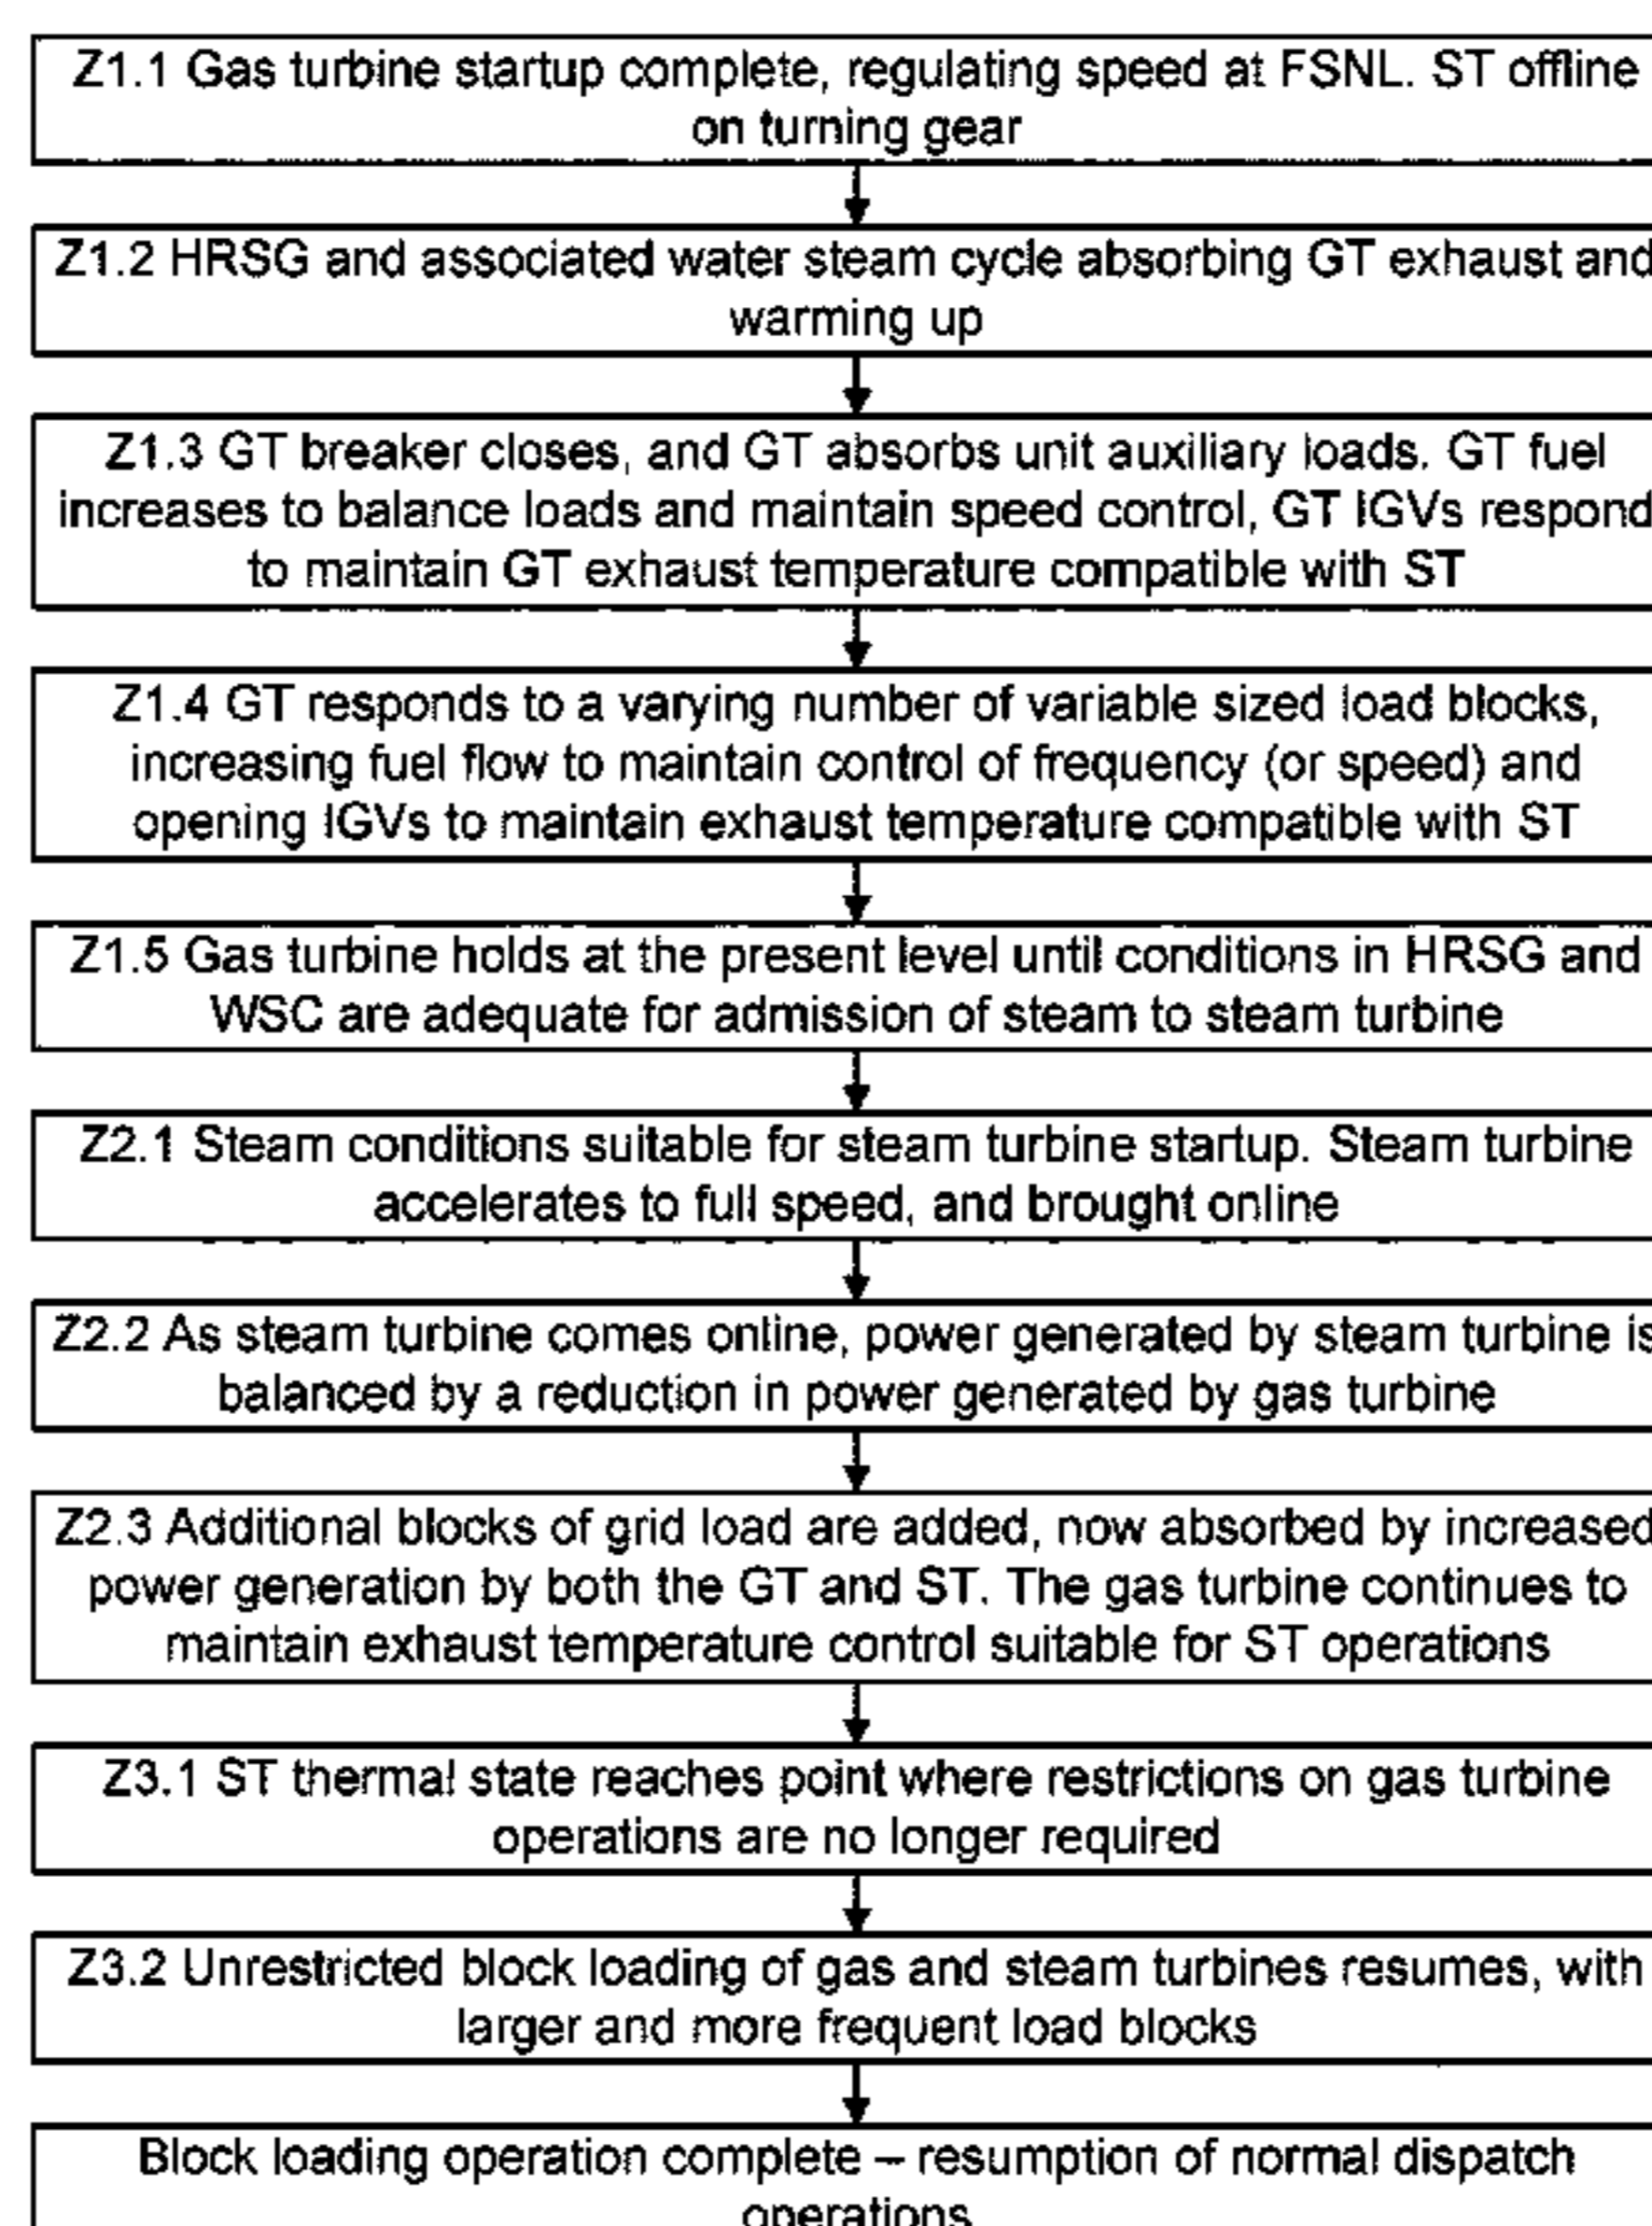 Z1.1 Gas turbine startup complete, regulating speed at FSNL. ST offline
on turning gear
Z1.2 HRSG and associated water steam cycle absorbing GT exhaust and
warming up
Z1.3 GT breaker closes, and GT absorbs unit auxiliary loads. GT fuel
increases to balance loads and maintain speed control, GT IGVs respond
to maintain GT exhaust temperature compatible with ST
Z1.4 GT responds to a varying number of variable sized load blocks,
increasing fuel flow to maintain control of frequency (or speed) and
opening IGVs to maintain exhaust temperature compatible with ST
Z1.5 Gas turbine holds at the present level until conditions in HRSG and
WSC are adequate for admission of steam to steam turbine
Z2.1 Steam conditions suitable for steam turbine startup. Steam turbine
accelerates to full speed, and brought online
Z2.2 As steam turbine comes online, power generated by steam turbine is
balanced by a reduction in power generated by gas turbine
Z2.3 Additional blocks of grid load are added, now absorbed by increased
power generation by both the GT and ST. The gas turbine continues to
maintain exhaust temperature control suitable for ST operations
Z3.1 ST thermal state reaches point where restrictions on gas turbine
operations are no longer required
Z3.2 Unrestricted block loading of gas and steam turbines resumes, with
larger and more frequent load blocks
Block loading operation complete – resumption of normal dispatch
operations